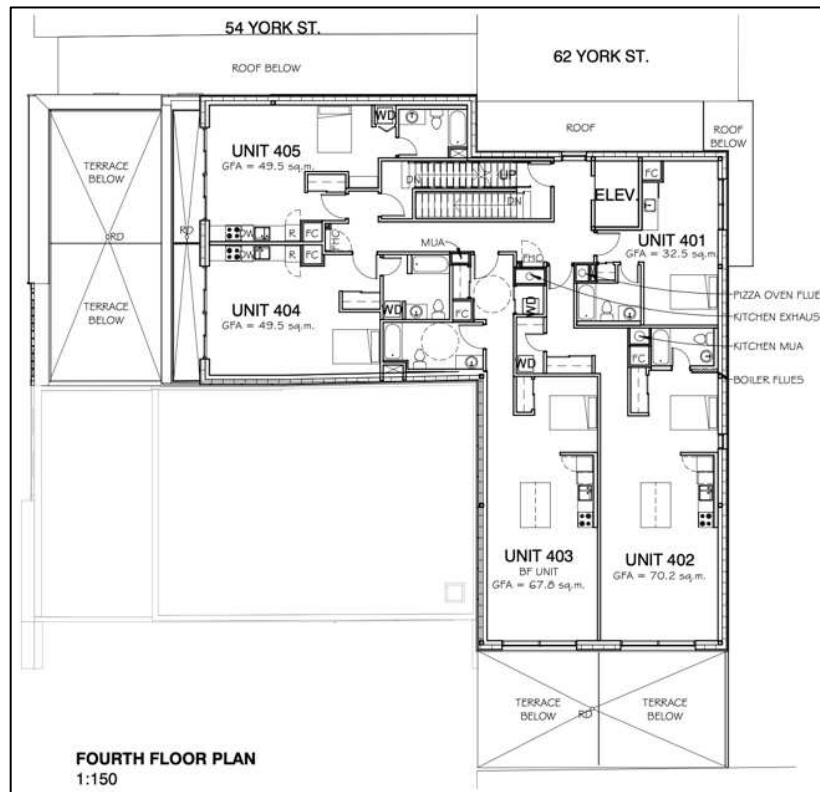 54 YORK ST.
62 YORK ST.
ROOF BELOW
ROOF
ROOF
BELOW
WD
UNIT 405
GFA = 49.5 sq.m.
TERRACE
BELOW
DN
UP
ELEV.
FC
DN
RD
RD
DW
R
FC
FHC
MUA
FHC
UNIT 401
GFA = 32.5 sq.m.
DW
R
FC
TERRACE
BELOW
UNIT 404
GFA = 49.5 sq.m.
WD
FC
WD
PIZZA OVEN FLUE
KITCHEN EXHAUS
KITCHEN MUA
WD
FC
BOILER FLUES
UNIT 403
BF UNIT
GFA = 67.8 sq.m.
UNIT 402
GFA = 70.2 sq.m.
TERRACE
BELOW
RD
TERRACE
BELOW
FOURTH FLOOR PLAN
1:150